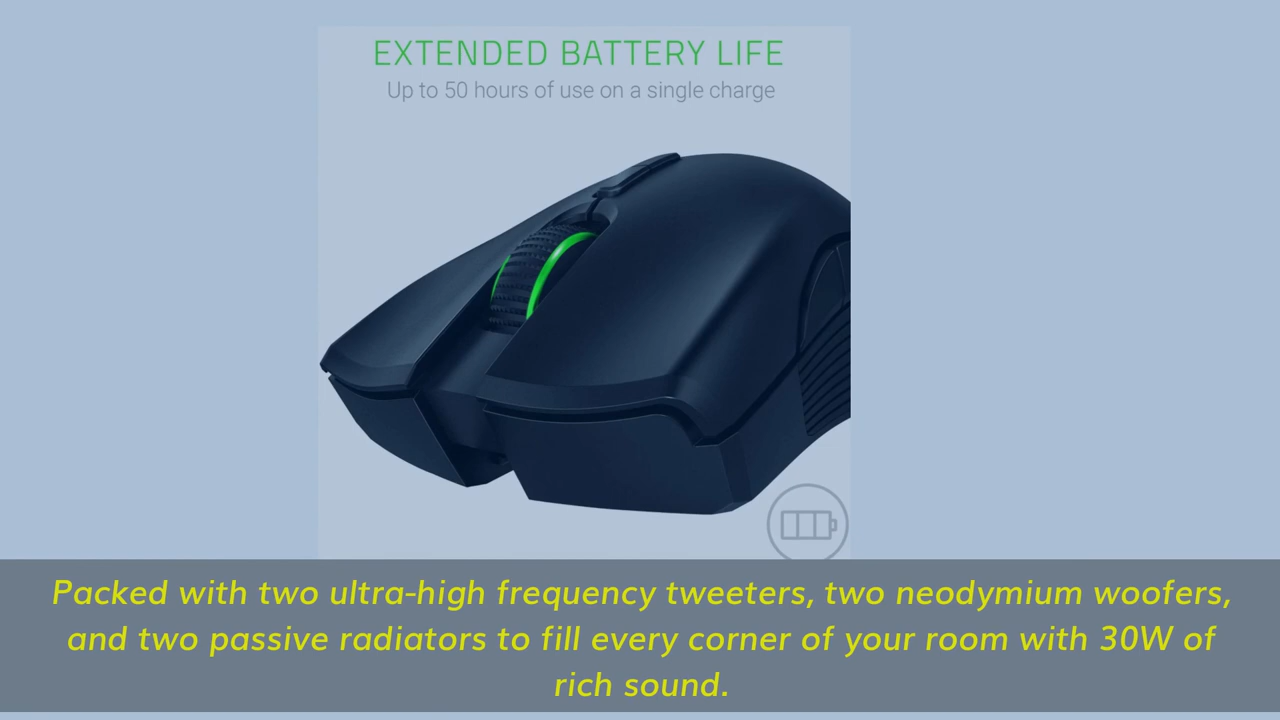 EXTENDED BATTERY LIFE
Up to 50 hours of use on a single charge
Packed with two ultra-high frequency tweeters, two neodymium woofers,
and two passive radiators to fill every corner of your room with 30W of
rich sound.